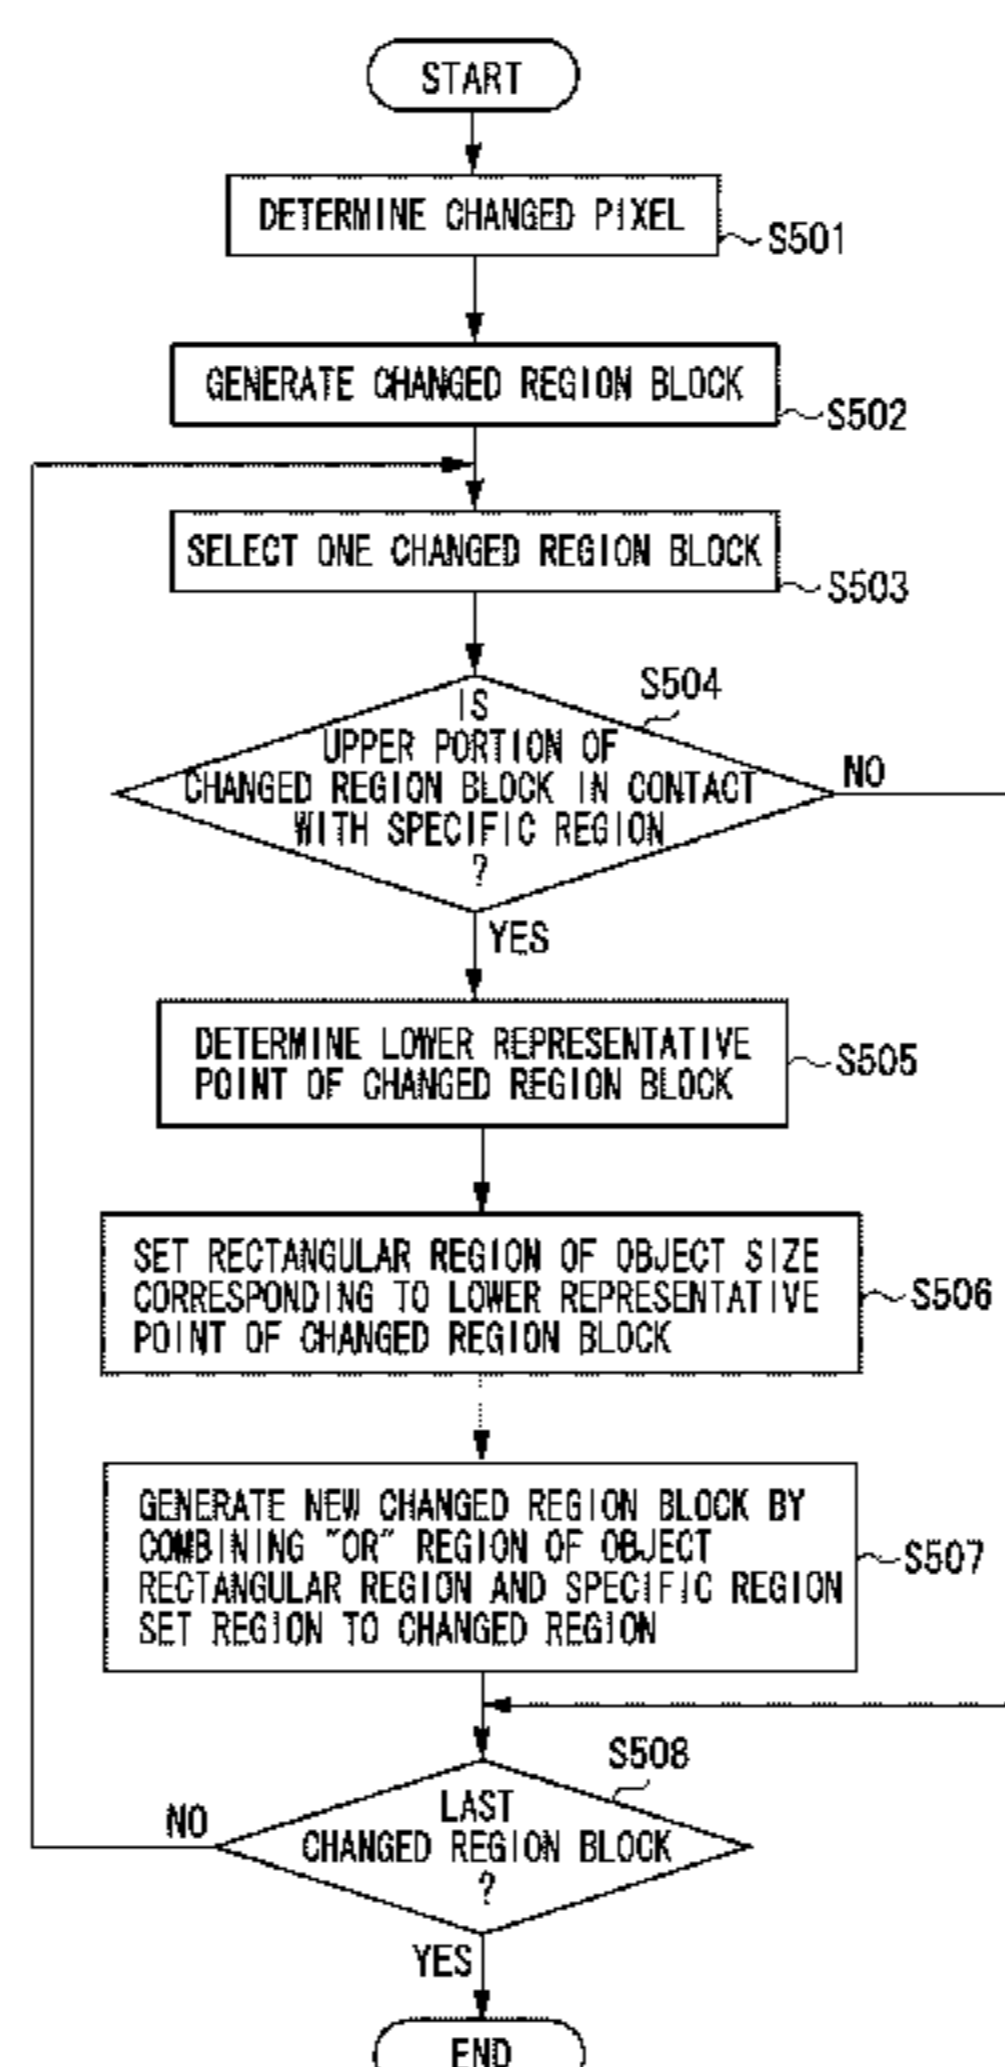 START
DETERMINE CHANGED PIXEL
S501
GENERATE CHANGED REGION BLOCK
S502
SELECT ONE CHANGED REGION BLOCK
S503
S504
IS
UPPER PORTION OF
CHANGED REGION BLOCK IN CONTACT
WITH SPECIFIC REGION
?
NO
YES
DETERMINE LOWER REPRESENTATIVE
POINT OF CHANGED REGION BLOCK
S505
SET RECTANGULAR REGION OF OBJECT SIZE
CORRESPONDING TO LOWER REPRESENTATIVE
POINT OF CHANGED REGION BLOCK
S506
GENERATE NEW CHANGED REGION BLOCK BY
COMBINING "OR" REGION OF OBJECT
RECTANGULAR REGION AND SPECIFIC REGION
SET REGION TO CHANGED REGION
S507
S508
LAST
CHANGED REGION BLOCK
?
NO
YES
END